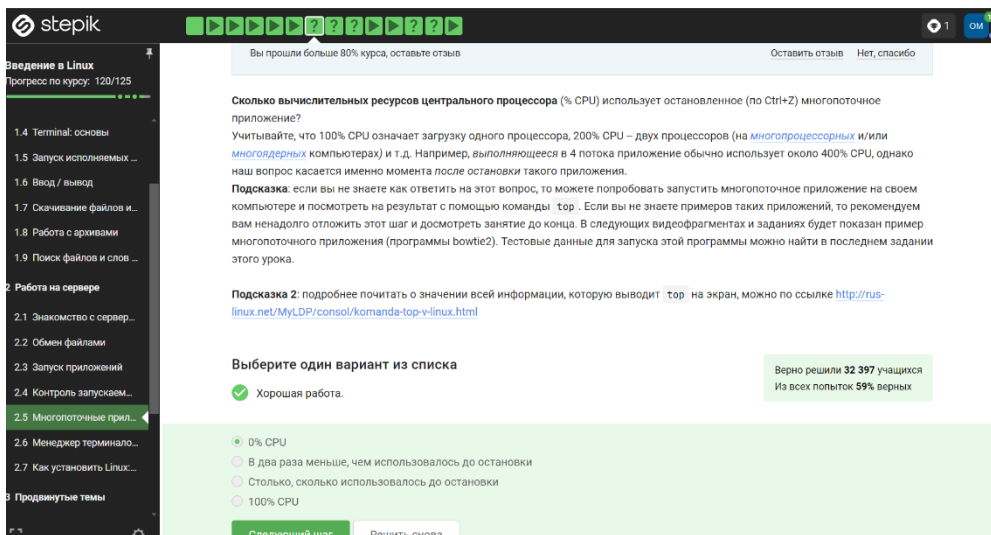 stepik
1
ОМ
1
Введение в Linux
Прогресс по курсу: 120/125
1.4 Terminal: основы
1.5 Запуск исполняемых ...
1.6 Ввод / вывод
1.7 Скачивание файлов и...
1.8 Работа с архивами
1.9 Поиск файлов и слов ...
2 Работа на сервере
2.1 Знакомство с сервер...
2.2 Обмен файлами
2.3 Запуск приложений
2.4 Контроль запускаем...
2.5 Многопоточные прил...
2.6 Менеджер терминало...
2.7 Как установить Linux:...
3 Продвинутые темы
Вы прошли больше 80% курса, оставьте отзыв
Оставить отзыв Нет, спасибо
Сколько вычислительных ресурсов центрального процессора (% CPU) использует остановленное (по Ctrl+Z) многопоточное
приложение?
Учитывайте, что 100% CPU означает загрузку одного процессора, 200% CPU – двух процессоров (на многопроцессорных и/или
многоядерных компьютерах) и т.д. Например, выполняющееся в 4 потока приложение обычно использует около 400% CPU, однако
наш вопрос касается именно момента после остановки такого приложения.
Подсказка: если вы не знаете как ответить на этот вопрос, то можете попробовать запустить многопоточное приложение на своем
компьютере и посмотреть на результат с помощью команды top . Если вы не знаете примеров таких приложений, то рекомендуем
вам ненадолго отложить этот шаг и досмотреть занятие до конца. В следующих видеофрагментах и заданиях будет показан пример
многопоточного приложения (программы bowtie2). Тестовые данные для запуска этой программы можно найти в последнем задании
этого урока.
Подсказка 2: подробнее почитать о значении всей информации, которую выводит top на экран, можно по ссылке http://rus-
linux.net/MyLDP/consol/komanda-top-v-linux.html
Выберите один вариант из списка
Хорошая работа.
Верно решили 32 397 учащихся
Из всех попыток 59% верных
0% CPU
В два раза меньше, чем использовалось до остановки
Столько, сколько использовалось до остановки
100% CPU
Следующий шаг
Решить снова